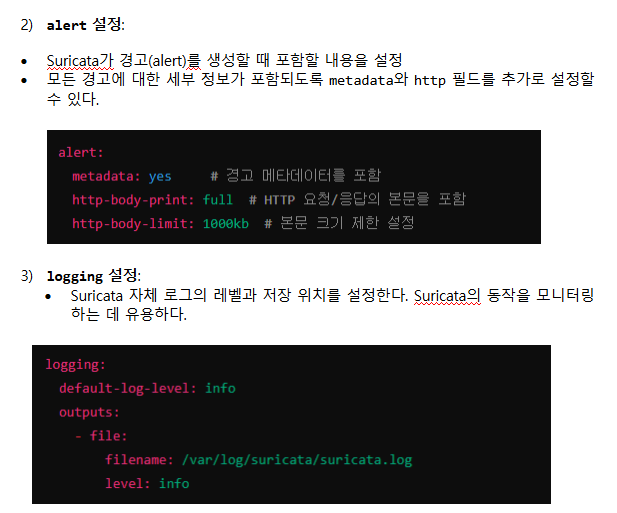 2) alert 설정:
• Suricata가 경고(alert)를 생성할 때 포함할 내용을 설정
• 모든 경고에 대한 세부 정보가 포함되도록 metadata와 http 필드를 추가로 설정할
수 있다.
alert:
metadata: yes # 경고 메타데이터를 포함
http-body-print: full # HTTP 요청/응답의 본문을 포함
http-body-limit: 1000kb # 본문 크기 제한 설정
3) logging 설정:
• Suricata 자체 로그의 레벨과 저장 위치를 설정한다. Suricata의 동작을 모니터링
하는 데 유용하다.
logging:
default-log-level: info
outputs:
- file:
filename: /var/log/suricata/suricata.log
level: info